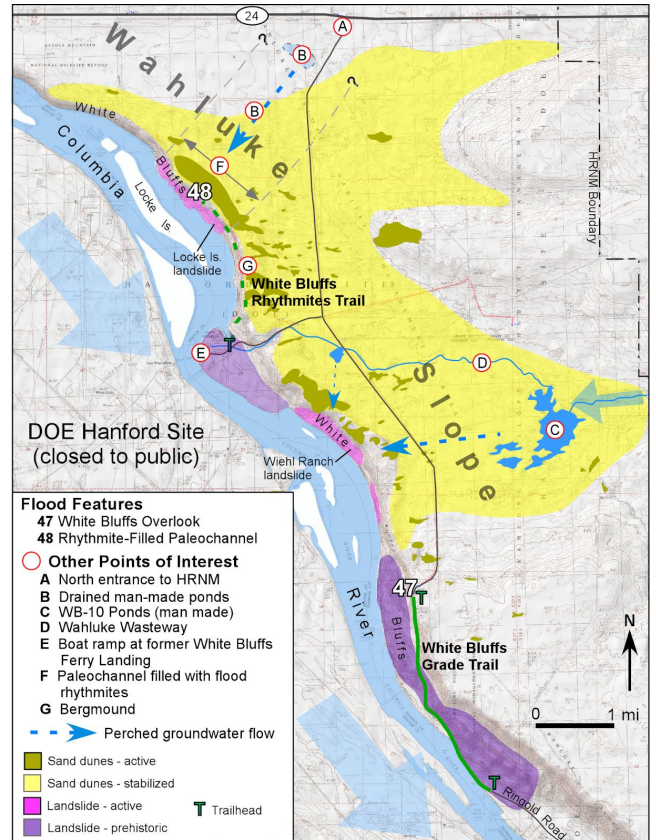 24
A
?
B
Wahluke
?
HRNM Boundary
White
B
Columbia
F
Bluffs
48
Locke Is.
Locke Is.
landslide
G
White Bluffs
Rhythmites Trail
T
E
D
Slope
C
DOE Hanford Site
(closed to public)
White
Wiehl Ranch
landslide
47
T
River
Bluffs
White Bluffs
Grade Trail
N
0 1 mi
T
Ringold Road
Flood Features
47 White Bluffs Overlook
48 Rhythmite-Filled Paleochannel
Other Points of Interest
A North entrance to HRNM
B Drained man-made ponds
C WB-10 Ponds (man made)
D Wahluke Wasteway
E Boat ramp at former White Bluffs
Ferry Landing
F Paleochannel filled with flood
rhythmites
G Bergmound
Perched groundwater flow
Sand dunes - active
Sand dunes - stabilized
Landslide - active
T Trailhead
Landslide - prehistoric